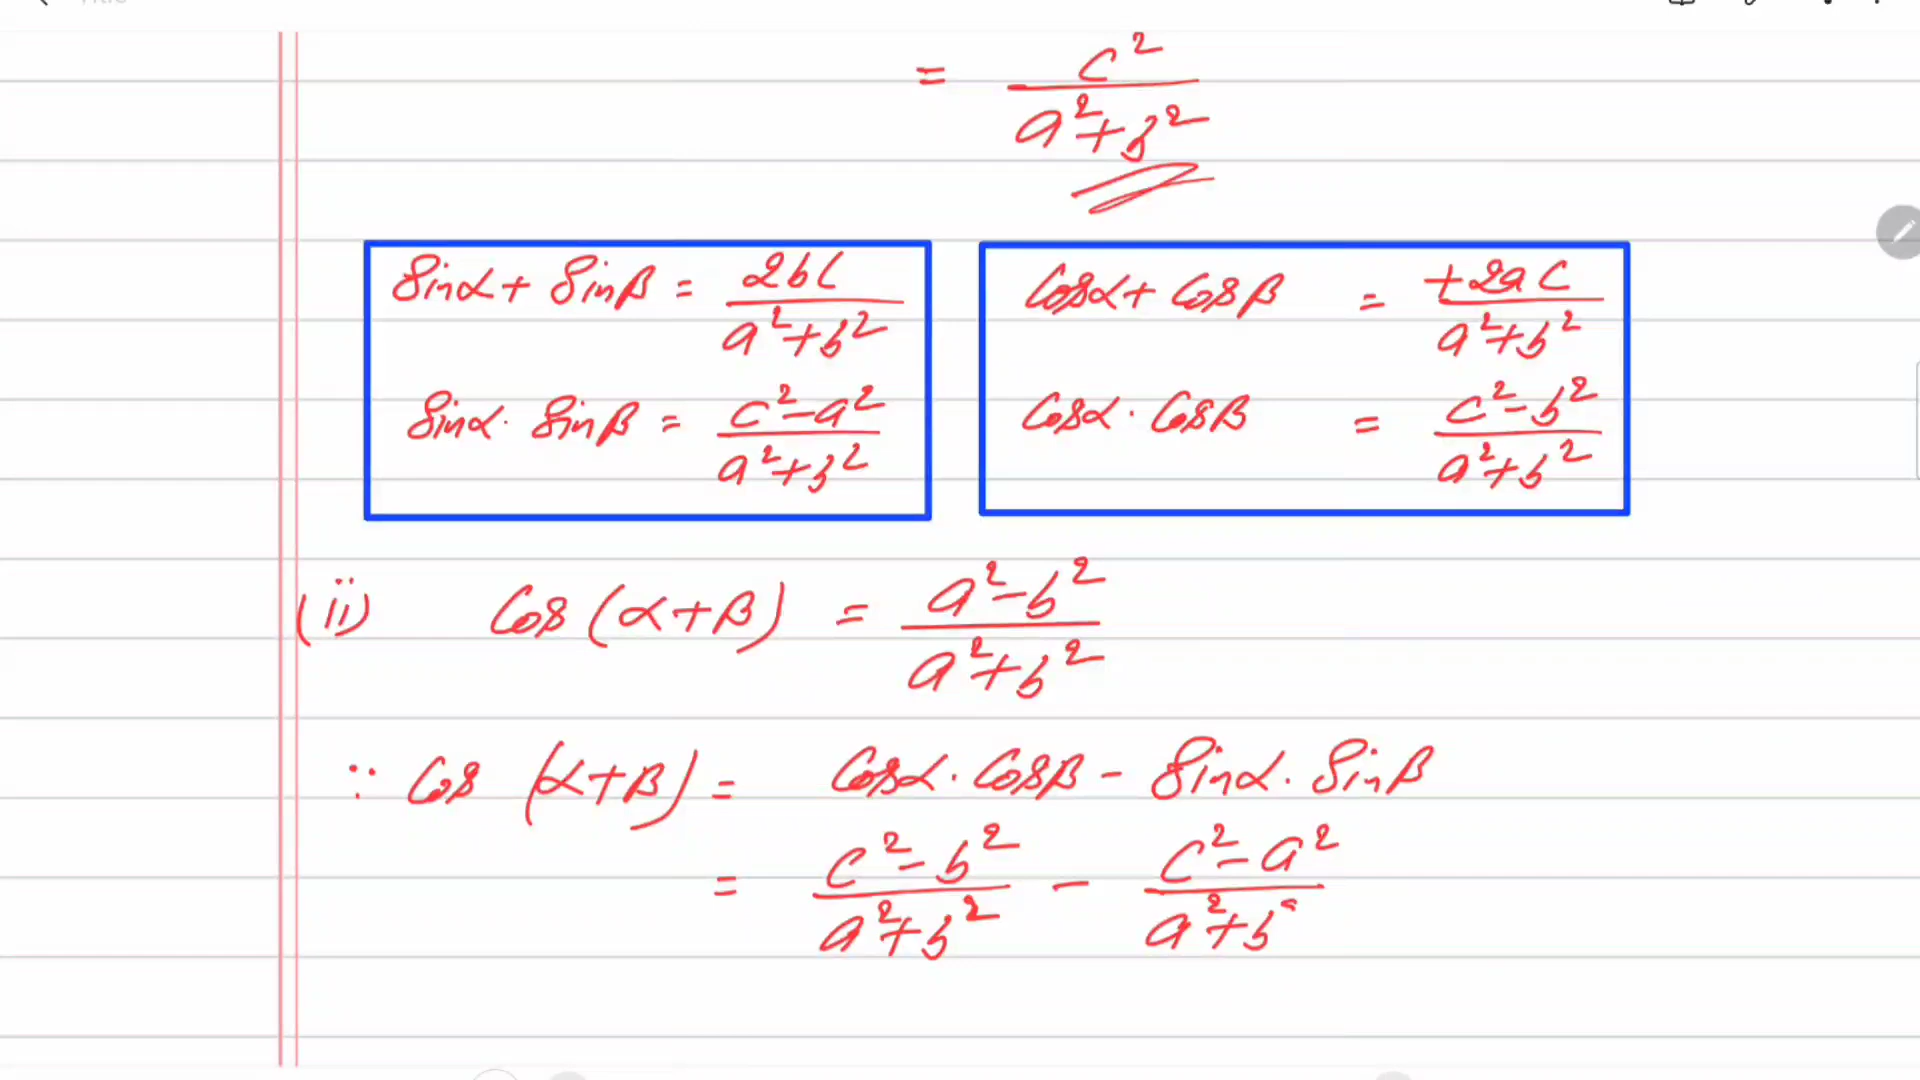 = c²/(a²+b²)
Sinα + Sinβ = 2bc/(a²+b²)
Sinα · Sinβ = (c²-a²)/(a²+b²)
Cosα + Cosβ = +2ac/(a²+b²)
Cosα · Cosβ = (c²-b²)/(a²+b²)
(ii) Cos(α+β) = (a²-b²)/(a²+b²)
∵ Cos(α+β) = Cosα · Cosβ - Sinα · Sinβ
= (c²-b²)/(a²+b²) - (c²-a²)/(a²+b²)